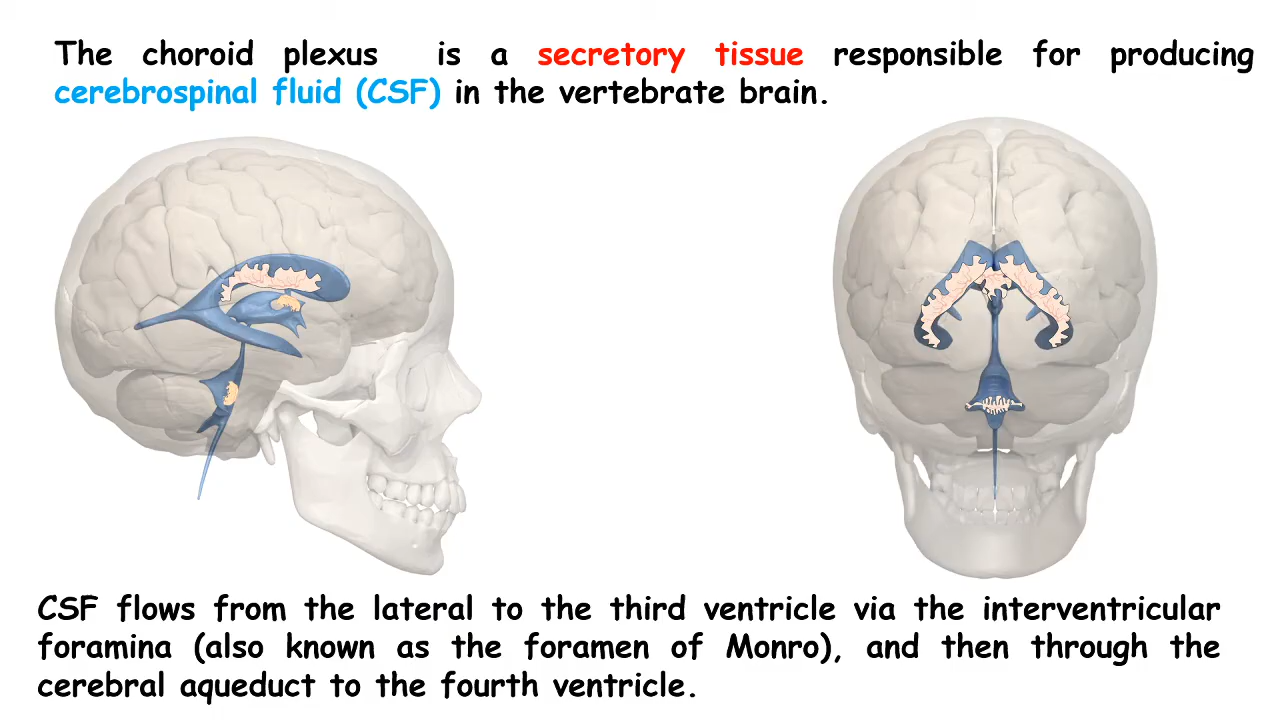 The choroid plexus is a secretory tissue responsible for producing
cerebrospinal fluid (CSF) in the vertebrate brain.
CSF flows from the lateral to the third ventricle via the interventricular
foramina (also known as the foramen of Monro), and then through the
cerebral aqueduct to the fourth ventricle.